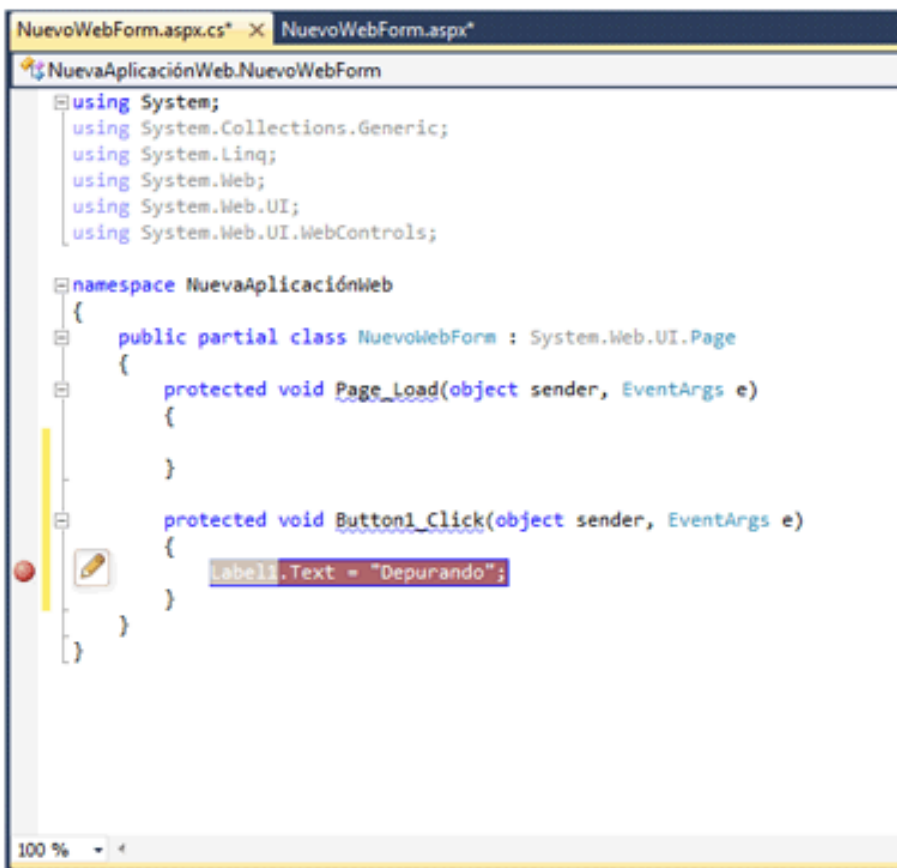 NuevoWebForm.aspx.cs* NuevoWebForm.aspx*
NuevaAplicaciónWeb.NuevoWebForm
using System;
using System.Collections.Generic;
using System.Linq;
using System.Web;
using System.Web.UI;
using System.Web.UI.WebControls;
namespace NuevaAplicaciónWeb
{
public partial class NuevoWebForm : System.Web.UI.Page
{
protected void Page_Load(object sender, EventArgs e)
{
}
protected void Button1_Click(object sender, EventArgs e)
{
Label1.Text = "Depurando";
}
}
}
100 %